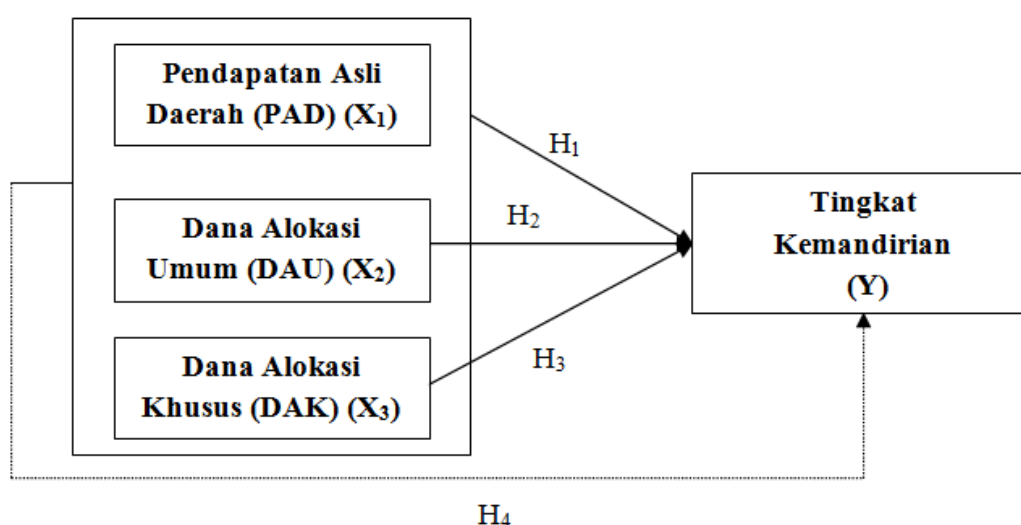 Pendapatan Asli
Daerah (PAD) (X₁)
H₁
Dana Alokasi
Umum (DAU) (X₂)
H₂
Tingkat
Kemandirian
(Y)
Dana Alokasi
Khusus (DAK) (X₃)
H₃
H₄